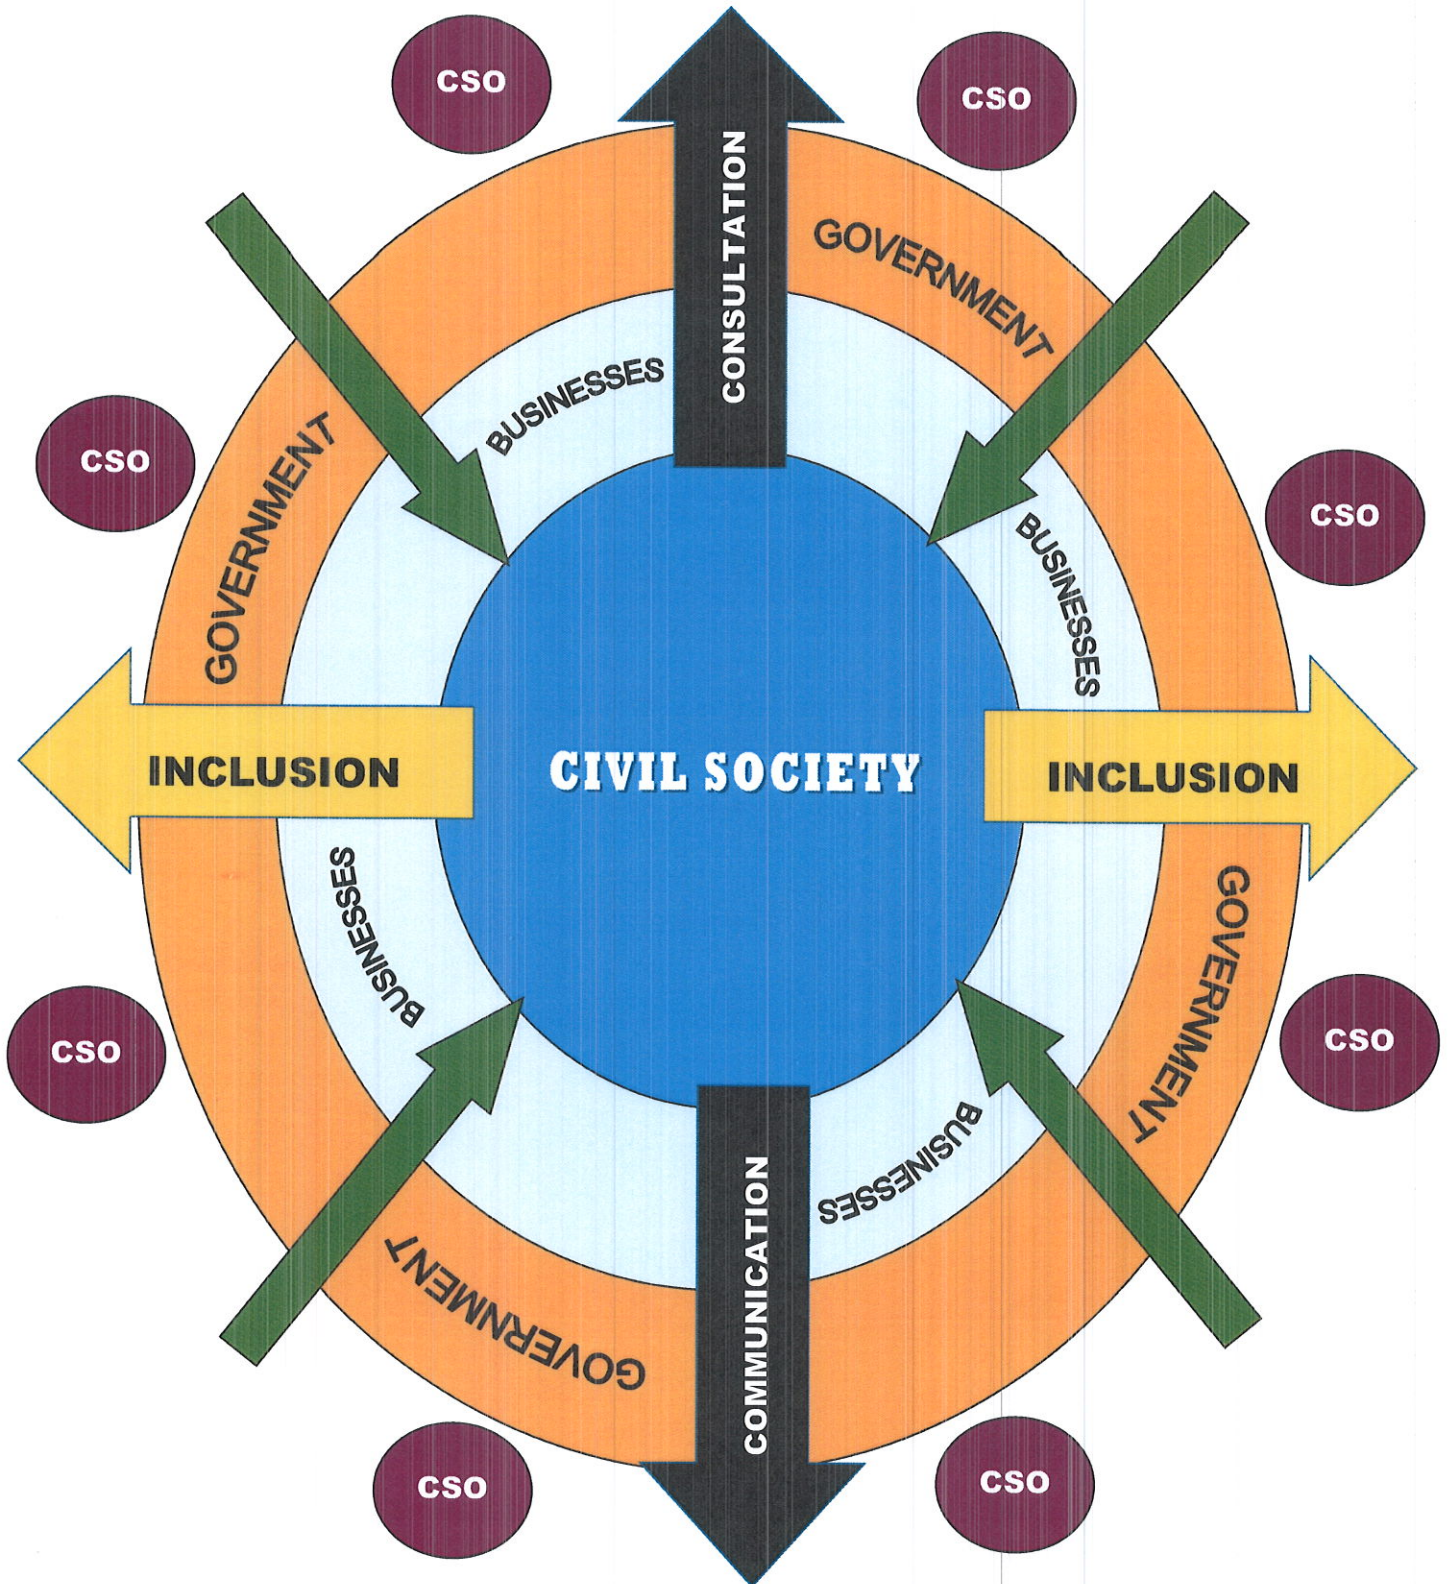 CSO
CSO
CONSULTATION
GOVERNMENT
BUSINESSES
GOVERNMENT
CSO
CSO
BUSINESSES
INCLUSION
CIVIL SOCIETY
INCLUSION
BUSINESSES
GOVERNMENT
CSO
CSO
BUSINESSES
COMMUNICATION
GOVERNMENT
CSO
CSO